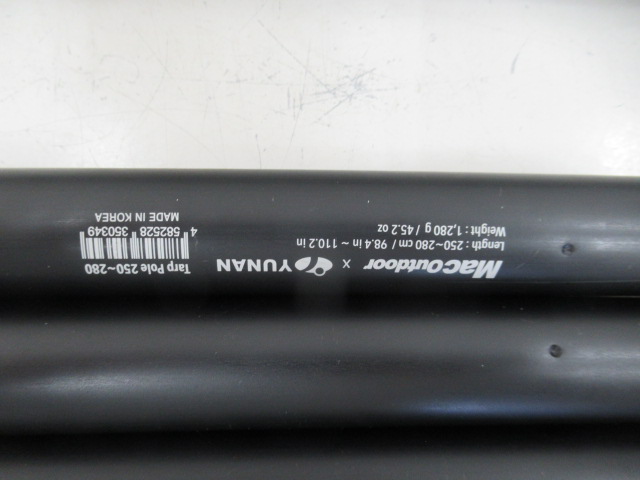 MacOutdoor × YUNAN
Length : 250~280 cm / 98.4 in ~ 110.2 in
Weight : 1,280 g / 45.2 oz
Tarp Pole 250~280
4 582528 350349
MADE IN KOREA